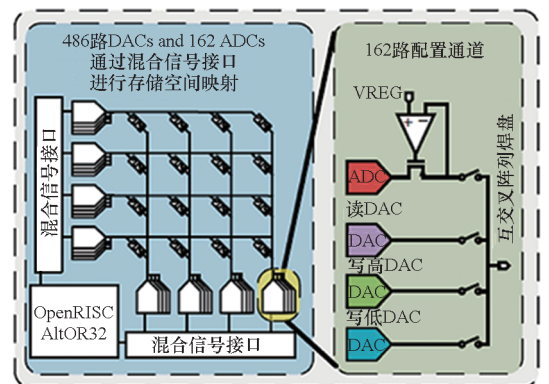 486路DACs and 162 ADCs
通过混合信号接口
进行存储空间映射
混合信号接口
OpenRISC
AltOR32
混合信号接口
162路配置通道
VREG
+ −
ADC
读DAC
DAC
写高DAC
DAC
写低DAC
DAC
互交叉阵列焊盘